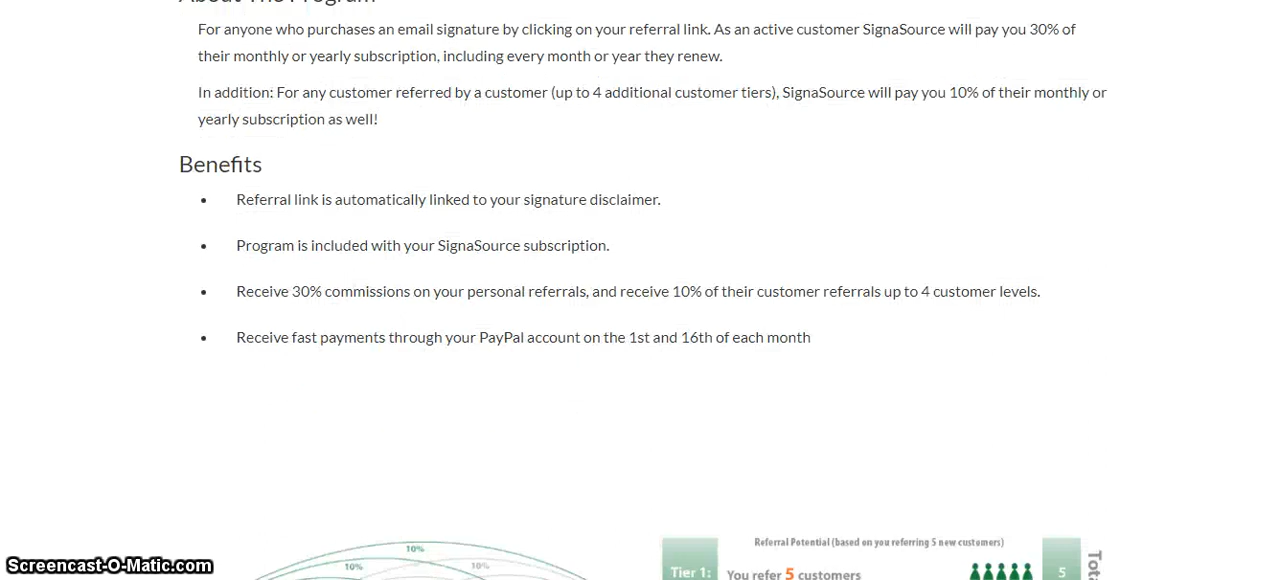 About The Program
For anyone who purchases an email signature by clicking on your referral link. As an active customer SignaSource will pay you 30% of
their monthly or yearly subscription, including every month or year they renew.
In addition: For any customer referred by a customer (up to 4 additional customer tiers), SignaSource will pay you 10% of their monthly or
yearly subscription as well!
Benefits
• Referral link is automatically linked to your signature disclaimer.
• Program is included with your SignaSource subscription.
• Receive 30% commissions on your personal referrals, and receive 10% of their customer referrals up to 4 customer levels.
• Receive fast payments through your PayPal account on the 1st and 16th of each month
10%
10%
10%
Referral Potential (based on you referring 5 new customers)
Tier 1: You refer 5 customers 5
Screencast-O-Matic.com